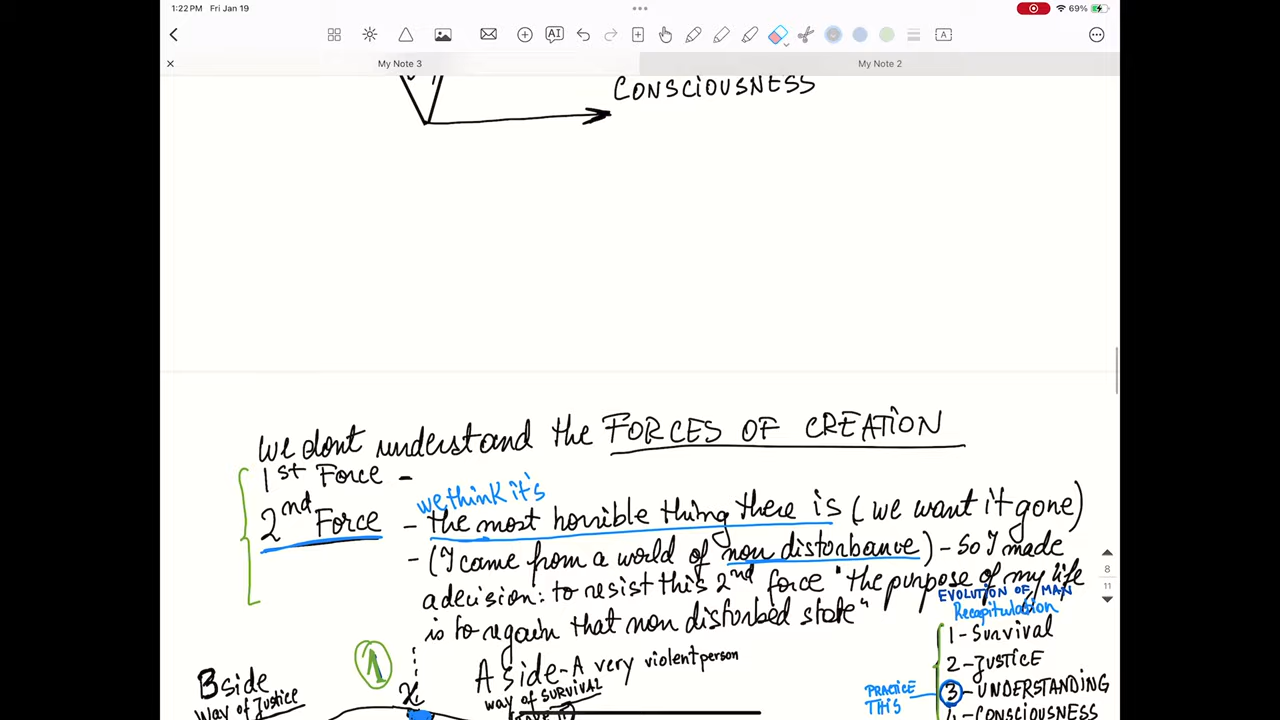 1:22 PM Fri Jan 19
69%
My Note 3
My Note 2
CONSCIOUSNESS
we dont understand the FORCES OF CREATION
1st Force -
we think it's
2nd Force - the most horrible thing there is (we want it gone)
- (I came from a world of non disturbance) - So I made
a decision: to resist this 2nd force "the purpose of my life
is to regain that non disturbed state"
8
11
EVOLUTION OF MAN
Recapitulation
1 - Survival
2 - JUSTICE
PRACTICE THIS
3 - UNDERSTANDING
4 - CONSCIOUSNESS
1
A side - A very violent person
way of SURVIVAL
B side
way of Justice
X